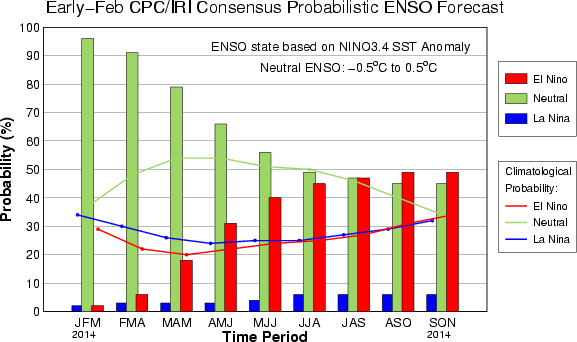 Early−Feb CPC/IRI Consensus Probabilistic ENSO Forecast
ENSO state based on NINO3.4 SST Anomaly
Neutral ENSO: −0.5°C to 0.5°C
Probability (%)
100
90
80
70
60
50
40
30
20
10
0
JFM FMA MAM AMJ MJJ JJA JAS ASO SON
2014 2014
Time Period
El Nino
Neutral
La Nina
Climatological
Probability:
El Nino
Neutral
La Nina